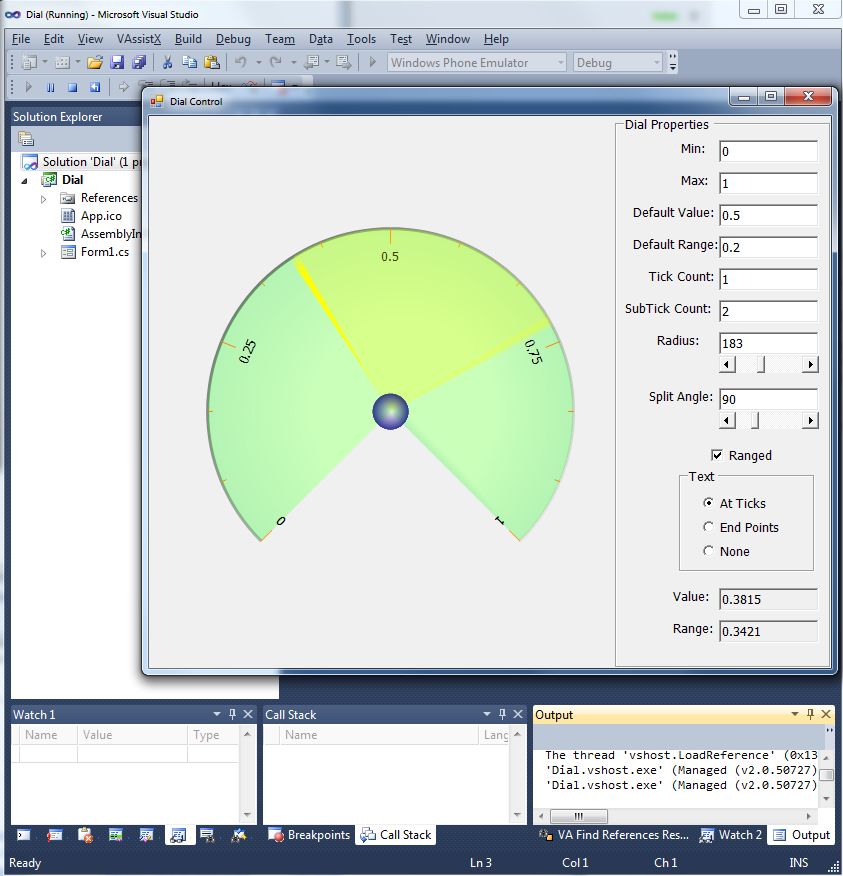 Dial (Running) - Microsoft Visual Studio
File Edit View VAssistX Build Debug Team Data Tools Test Window Help
Windows Phone Emulator Debug
Solution Explorer
Solution 'Dial' (1 pr
Dial
References
App.ico
AssemblyIn
Form1.cs
Dial Control
0.5
0.25
0.75
0
1
Dial Properties
Min: 0
Max: 1
Default Value: 0.5
Default Range: 0.2
Tick Count: 1
SubTick Count: 2
Radius: 183
Split Angle: 90
Ranged
Text
At Ticks
End Points
None
Value: 0.3815
Range: 0.3421
Watch 1
Name Value Type
Call Stack
Name Lang
Output
The thread 'vshost.LoadReference' (0x13
'Dial.vshost.exe' (Managed (v2.0.50727)
'Dial.vshost.exe' (Managed (v2.0.50727)
Breakpoints Call Stack VA Find References Res... Watch 2 Output
Ready Ln 3 Col 1 Ch 1 INS